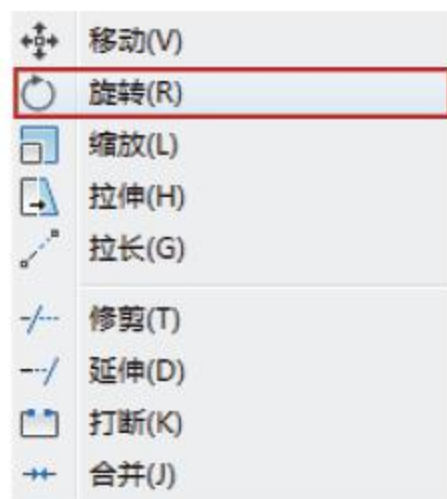 移动(V)
旋转(R)
缩放(L)
拉伸(H)
拉长(G)
修剪(T)
延伸(D)
打断(K)
合并(J)